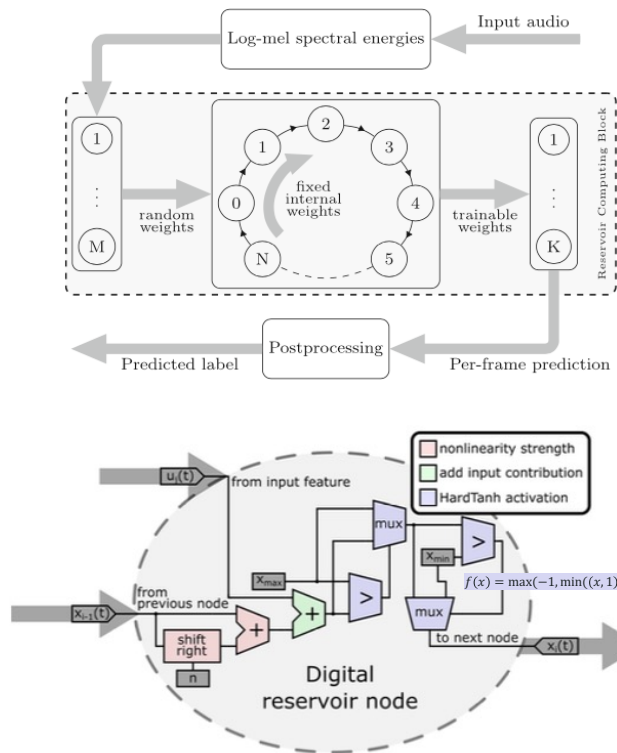 Input audio
Log-mel spectral energies
1
⋮
M
random
weights
0
1
2
3
4
5
N
fixed
internal
weights
trainable
weights
1
⋮
K
Reservoir Computing Block
Postprocessing
Predicted label
Per-frame prediction
nonlinearity strength
add input contribution
HardTanh activation
uᵢ(t)
from input feature
mux
>
xmin
xmax
>
f(x) = max(−1, min((x, 1)
from
previous node
xᵢ₋₁(t)
+
+
mux
shift
right
n
to next node
xᵢ(t)
Digital
reservoir node